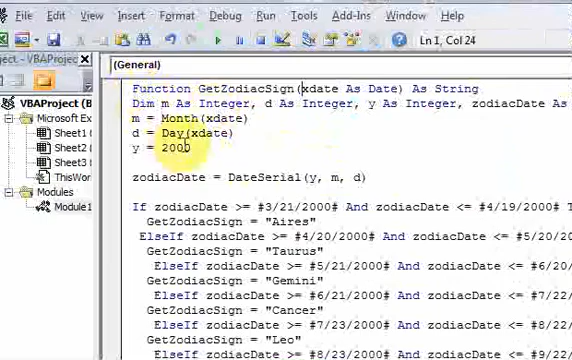 File Edit View Insert Format Debug Run Tools Add-Ins Window Help
Ln 1, Col 24
ject - VBAProject
(General)
VBAProject (Book
Microsoft Ex
Sheet1 (
Sheet2 (
Sheet3 (
ThisWor
Modules
Module1
Function GetZodiacSign(xdate As Date) As String
Dim m As Integer, d As Integer, y As Integer, zodiacDate As
m = Month(xdate)
d = Day(xdate)
y = 2000
zodiacDate = DateSerial(y, m, d)
If zodiacDate >= #3/21/2000# And zodiacDate <= #4/19/2000# T
GetZodiacSign = "Aires"
ElseIf zodiacDate >= #4/20/2000# And zodiacDate <= #5/20/20
GetZodiacSign = "Taurus"
ElseIf zodiacDate >= #5/21/2000# And zodiacDate <= #6/20/
GetZodiacSign = "Gemini"
ElseIf zodiacDate >= #6/21/2000# And zodiacDate <= #7/22/
GetZodiacSign = "Cancer"
ElseIf zodiacDate >= #7/23/2000# And zodiacDate <= #8/22/
GetZodiacSign = "Leo"
ElseIf zodiacDate >= #8/23/2000# And zodiacDate <= #9/22/